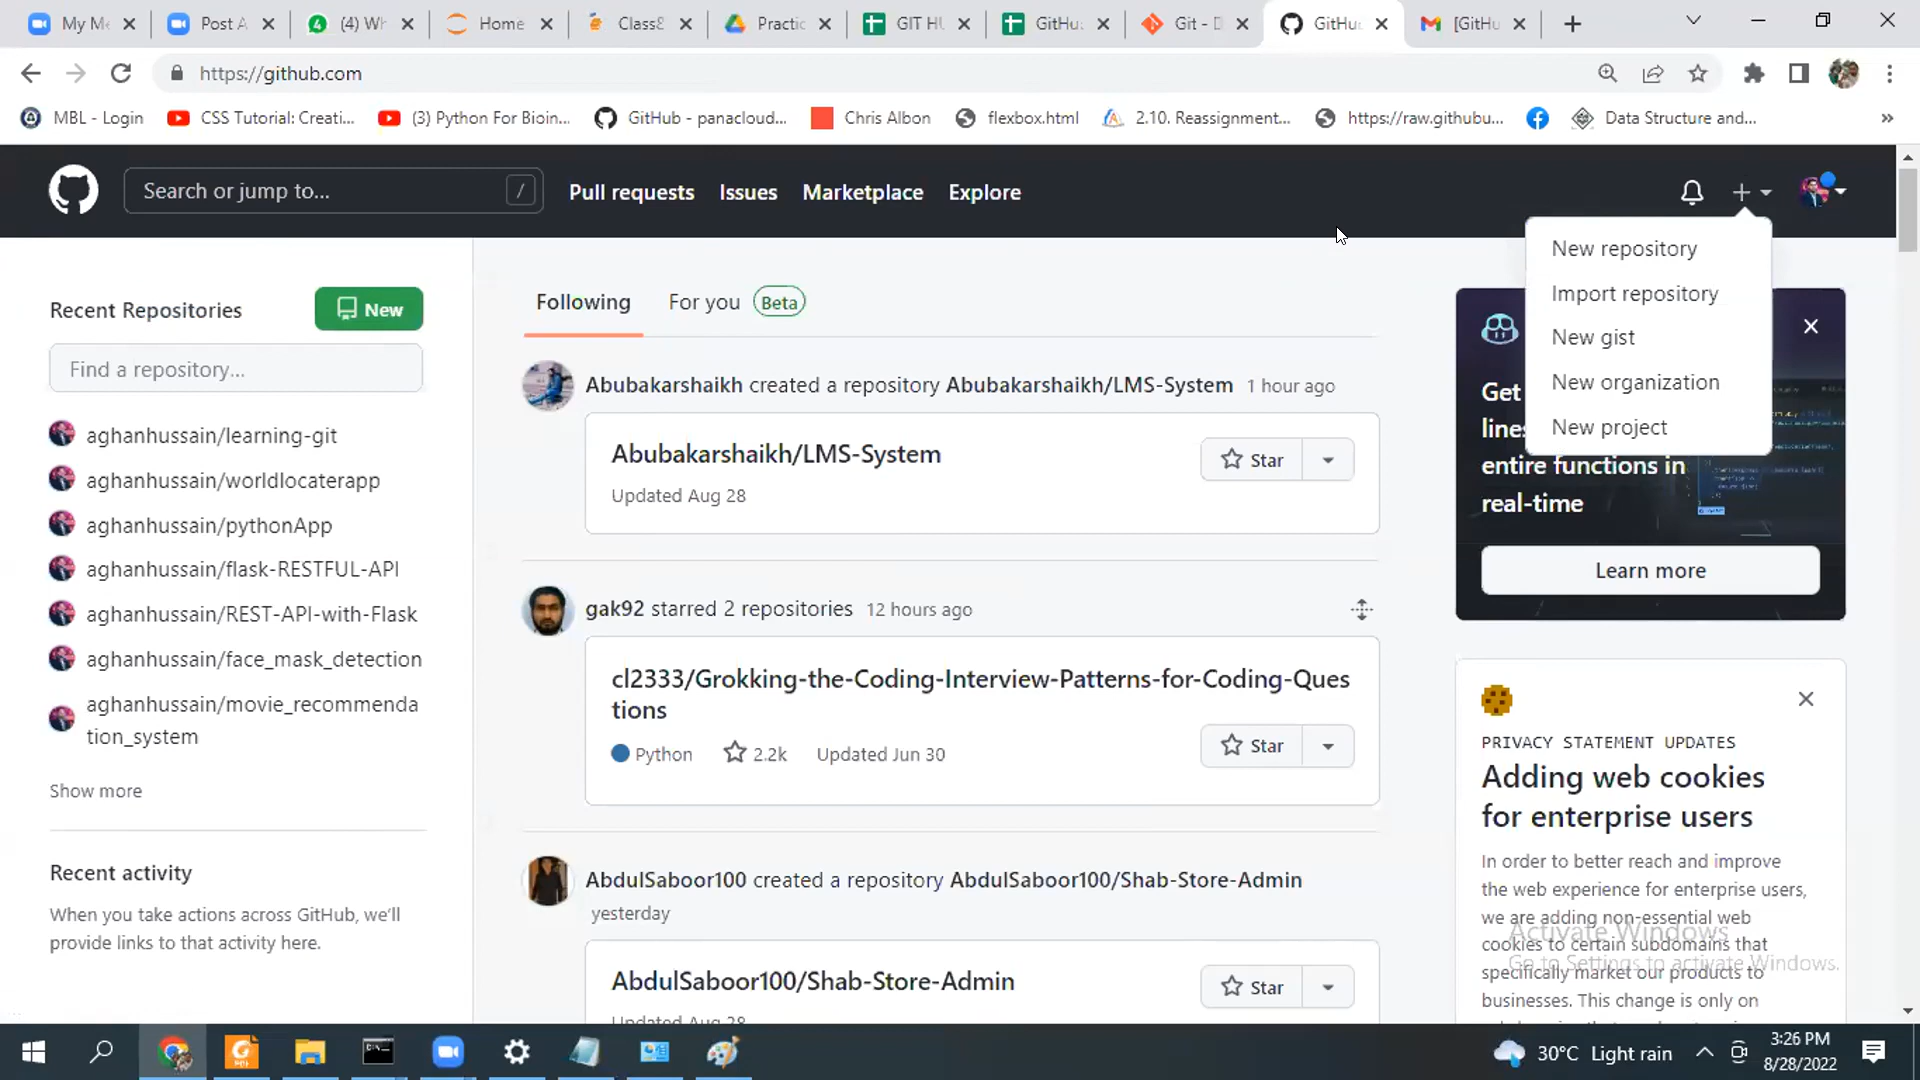 My Me
Post A
(4) Wh
Home
Class8
Practic
GIT HU
GitHu
Git - D
GitHu
[GitHu
https://github.com
MBL - Login
CSS Tutorial: Creati...
(3) Python For Bioin...
GitHub - panacloud...
Chris Albon
flexbox.html
2.10. Reassignment...
https://raw.githubu...
Data Structure and...
»
Search or jump to...
/
Pull requests
Issues
Marketplace
Explore
New repository
Import repository
New gist
New organization
New project
Recent Repositories
New
Find a repository...
aghanhussain/learning-git
aghanhussain/worldlocaterapp
aghanhussain/pythonApp
aghanhussain/flask-RESTFUL-API
aghanhussain/REST-API-with-Flask
aghanhussain/face_mask_detection
aghanhussain/movie_recommenda
tion_system
Show more
Recent activity
When you take actions across GitHub, we'll
provide links to that activity here.
Following
For you
Beta
Abubakarshaikh created a repository Abubakarshaikh/LMS-System 1 hour ago
Abubakarshaikh/LMS-System
Star
Updated Aug 28
gak92 starred 2 repositories 12 hours ago
cl2333/Grokking-the-Coding-Interview-Patterns-for-Coding-Ques
tions
Python
2.2k
Updated Jun 30
Star
AbdulSaboor100 created a repository AbdulSaboor100/Shab-Store-Admin
yesterday
AbdulSaboor100/Shab-Store-Admin
Star
Updated Aug 28
Get
lines
entire functions in
real-time
Learn more
PRIVACY STATEMENT UPDATES
Adding web cookies
for enterprise users
In order to better reach and improve
the web experience for enterprise users,
we are adding non-essential web
cookies to certain subdomains that
specifically market our products to
businesses. This change is only on
Activate Windows
Go to Settings to activate Windows.
30°C Light rain
3:26 PM
8/28/2022